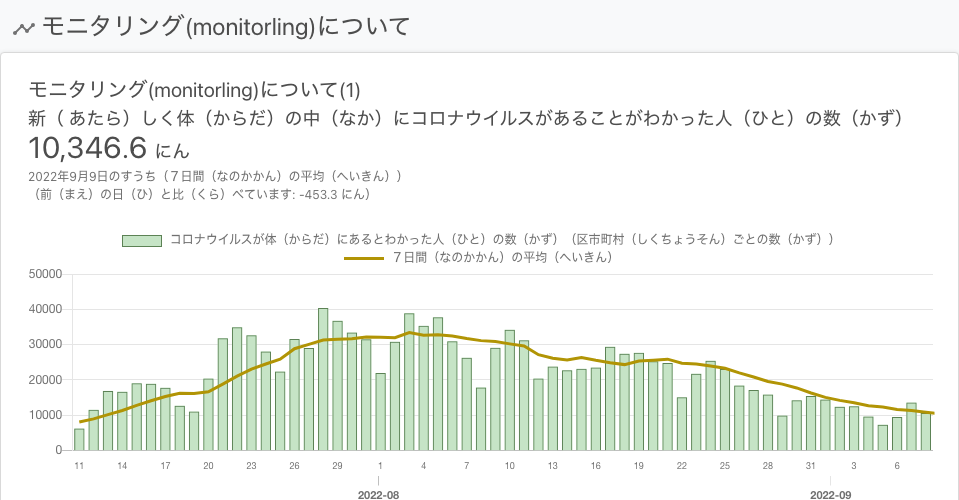 モニタリング(monitorling)について
モニタリング(monitorling)について(1)
新（ あたら）しく体（からだ）の中（なか）にコロナウイルスがあることがわかった人（ひと）の数（かず）
10,346.6 にん
2022年9月9日のすうち（７日間（なのかかん）の平均（へいきん））
（前（まえ）の日（ひ）と比（くら）べています: -453.3 にん）
コロナウイルスが体（からだ）にあるとわかった人（ひと）の数（かず）（区市町村（しくちょうそん）ごとの数（かず））
７日間（なのかかん）の平均（へいきん）
50000
40000
30000
20000
10000
0
11 14 17 20 23 26 29 1 4 7 10 13 16 19 22 25 28 31 3 6
2022-08 2022-09